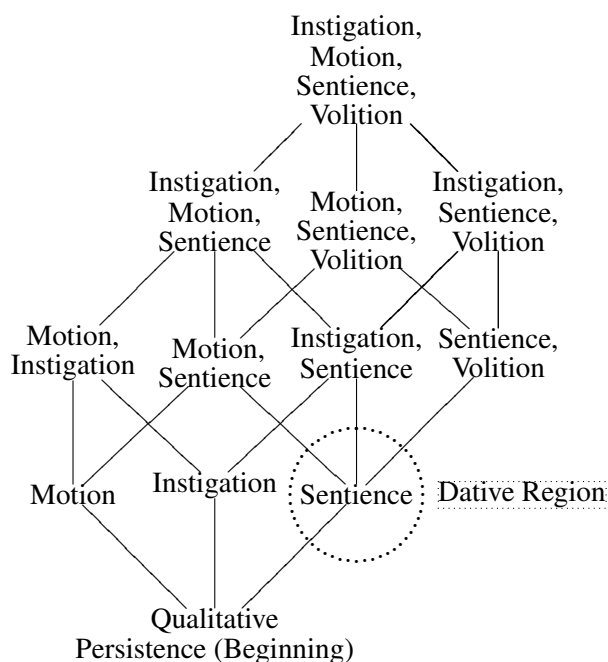 Instigation,
Motion,
Sentience,
Volition
Instigation,
Motion,
Sentience
Motion,
Sentience,
Volition
Instigation,
Sentience,
Volition
Motion,
Instigation
Motion,
Sentience
Instigation,
Sentience
Sentience,
Volition
Motion
Instigation
Sentience
Dative Region
Qualitative
Persistence (Beginning)